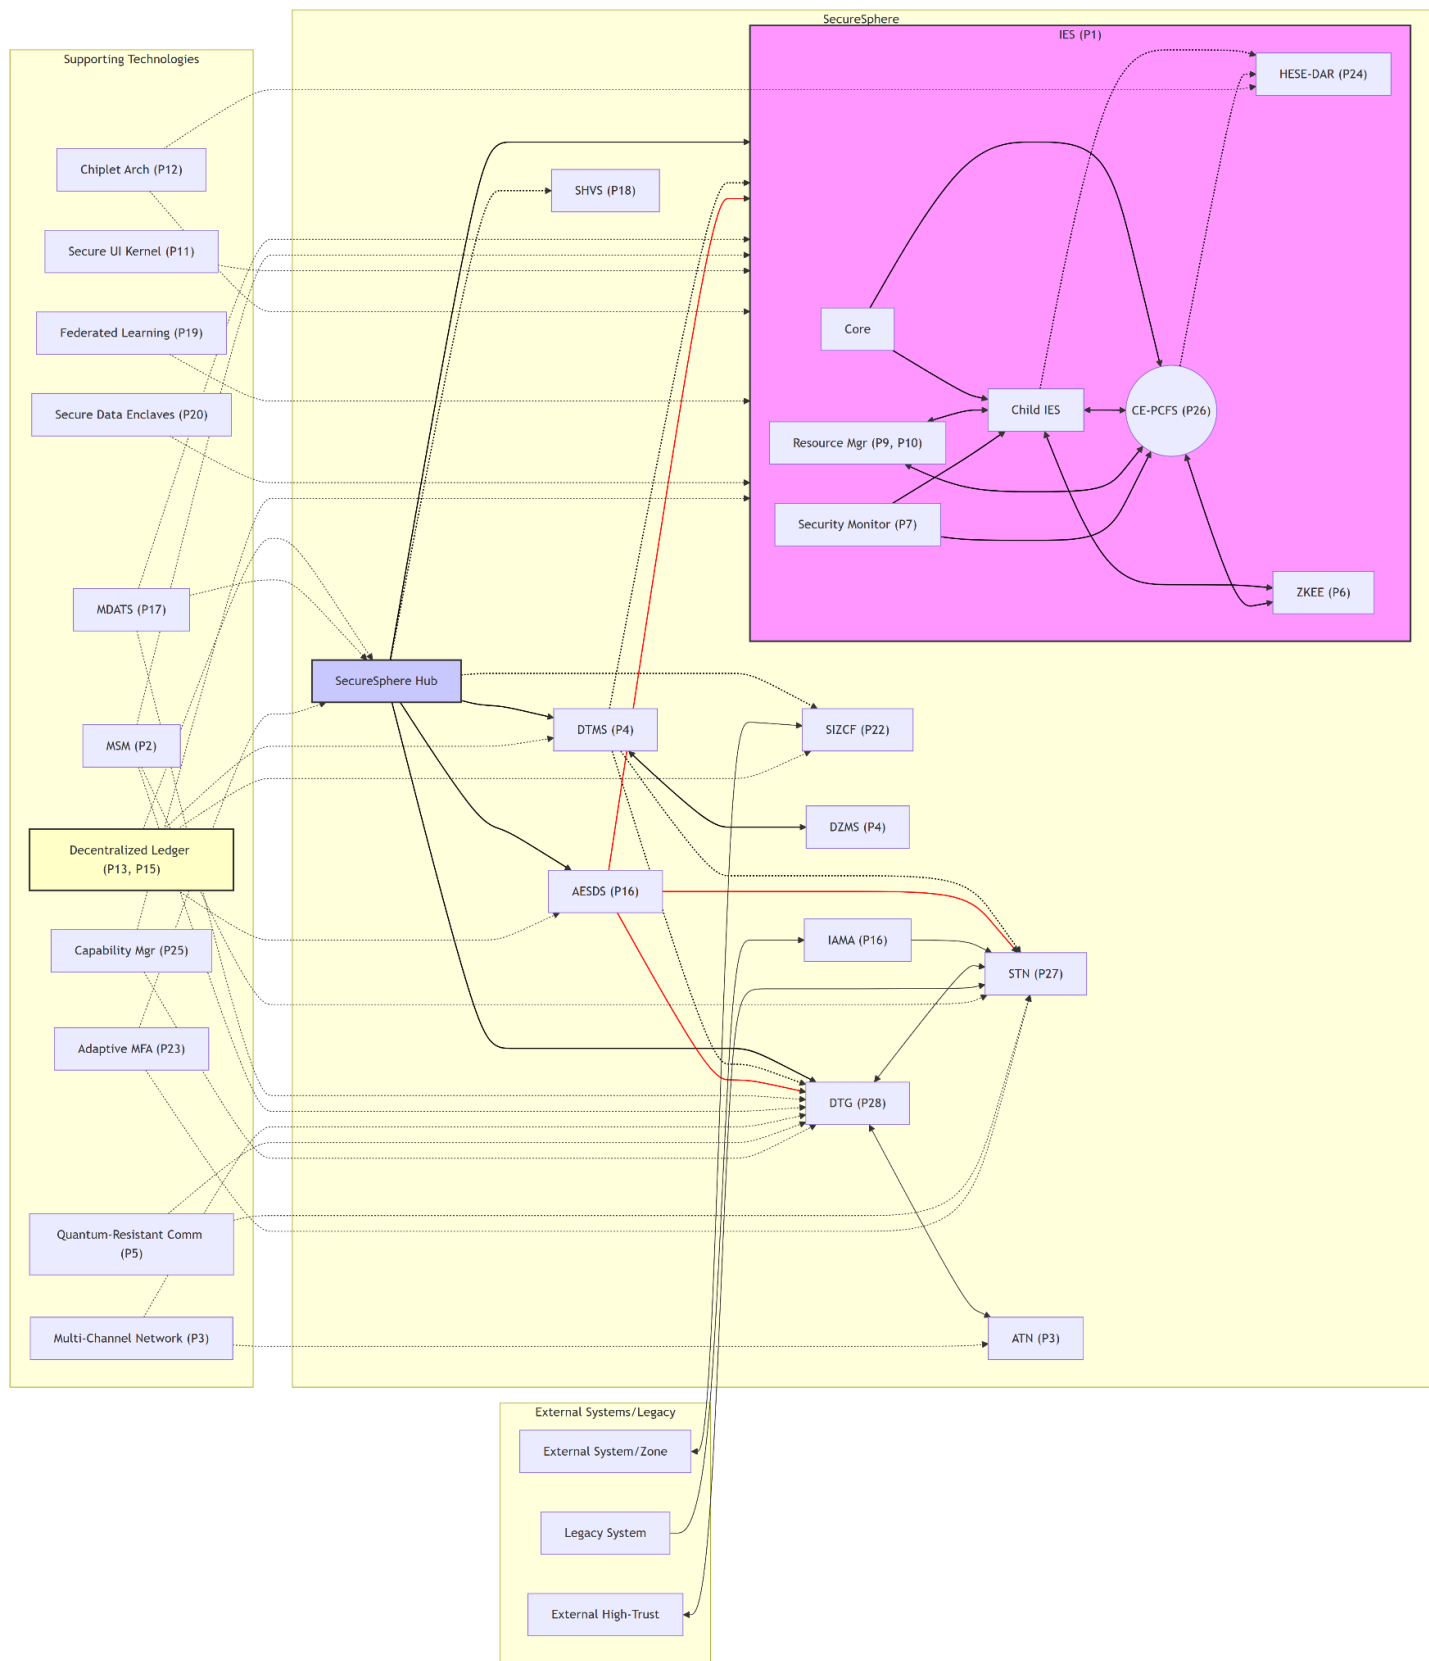 SecureSphere
IES (P1)
HESE-DAR (P24)
Supporting Technologies
Chiplet Arch (P12)
SHVS (P18)
Secure UI Kernel (P11)
Federated Learning (P19)
Core
Secure Data Enclaves (P20)
Child IES
CE-PCFS (P26)
Resource Mgr (P9, P10)
Security Monitor (P7)
ZKEE (P6)
MDATS (P17)
SecureSphere Hub
MSM (P2)
DTMS (P4)
SIZCF (P22)
DZMS (P4)
Decentralized Ledger
(P13, P15)
AESDS (P16)
Capability Mgr (P25)
IAMA (P16)
STN (P27)
Adaptive MFA (P23)
DTG (P28)
Quantum-Resistant Comm
(P5)
Multi-Channel Network (P3)
ATN (P3)
External Systems/Legacy
External System/Zone
Legacy System
External High-Trust